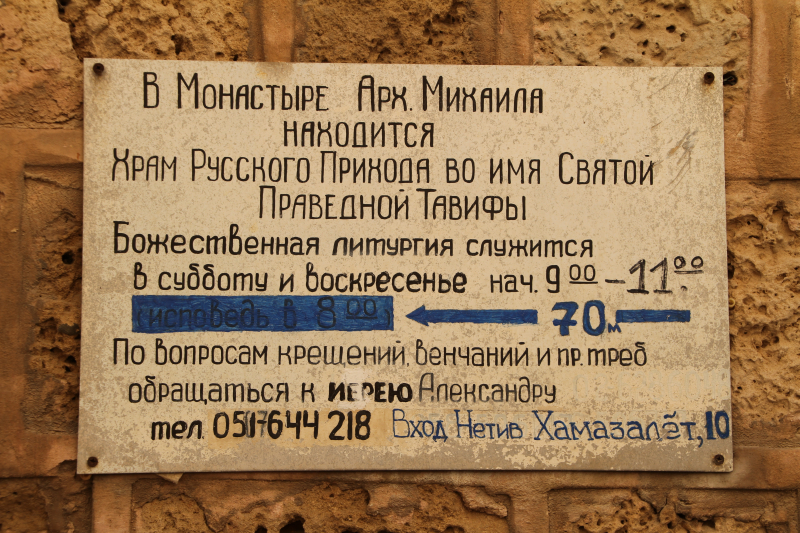 В Монастыре Арх. Михаила
находится
Храм Русского Прихода во имя Святой
Праведной Тавифы
Божественная литургия служится
в субботу и воскресенье нач. 9 00 – 11.00
(исповедь в 8 00) 70м
По вопросам крещений, венчаний и пр. треб
обращаться к иерею Александру
тел. 644 218 Вход Нетив Хамазалёт, 10